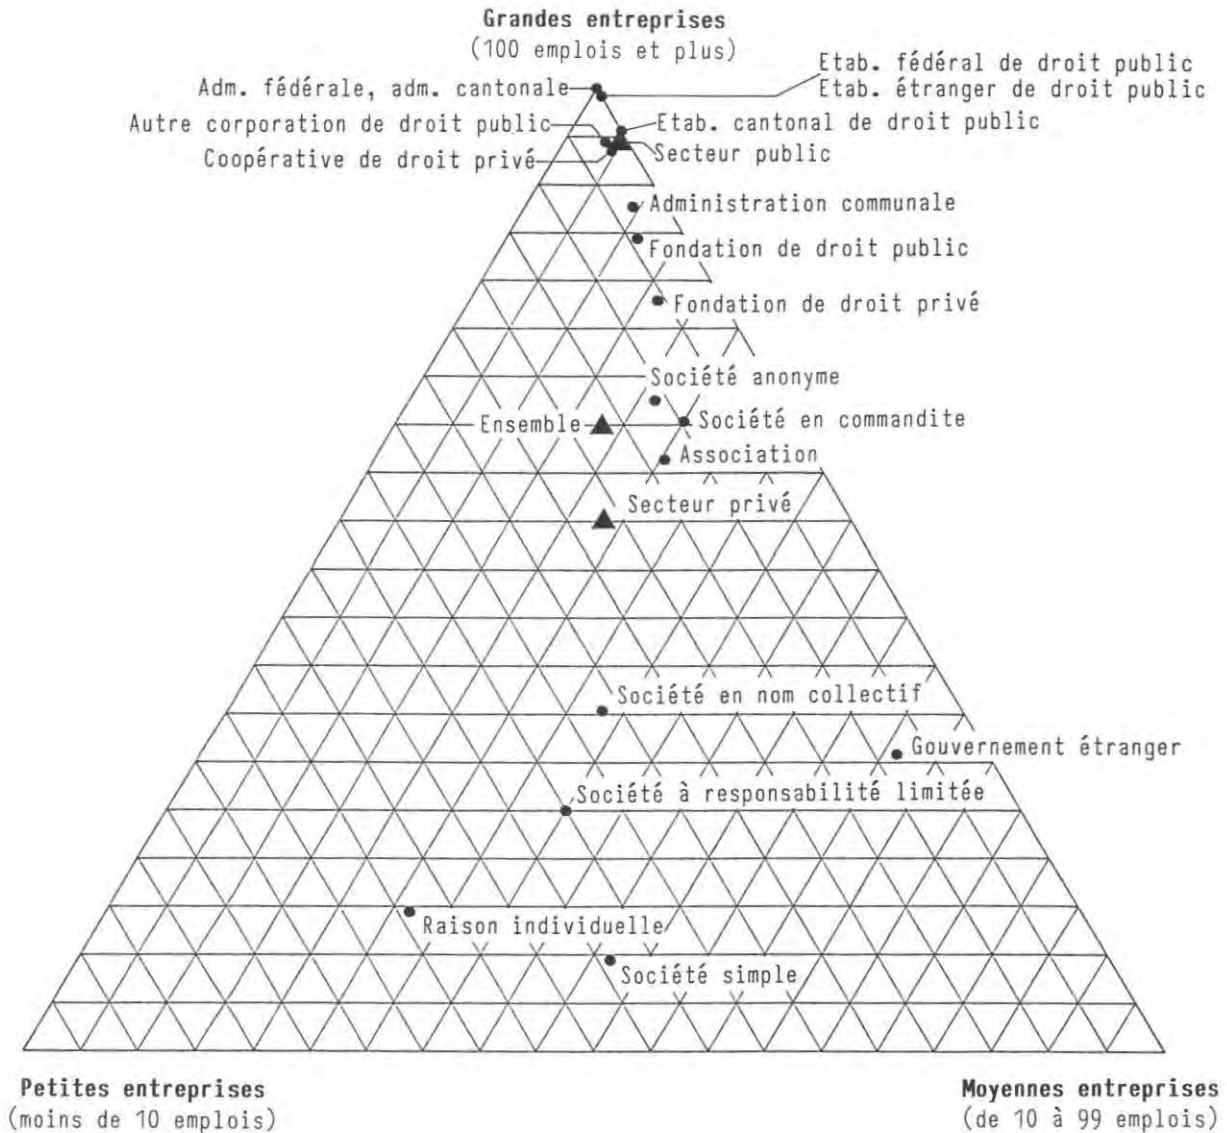 Grandes entreprises
(100 emplois et plus)
Etab. fédéral de droit public
Adm. fédérale, adm. cantonale
Etab. étranger de droit public
Autre corporation de droit public
Etab. cantonal de droit public
Coopérative de droit privé
Secteur public
Administration communale
Fondation de droit public
Fondation de droit privé
Société anonyme
Ensemble
Société en commandite
Association
Secteur privé
Société en nom collectif
Gouvernement étranger
Société à responsabilité limitée
Raison individuelle
Société simple
Petites entreprises
(moins de 10 emplois)
Moyennes entreprises
(de 10 à 99 emplois)